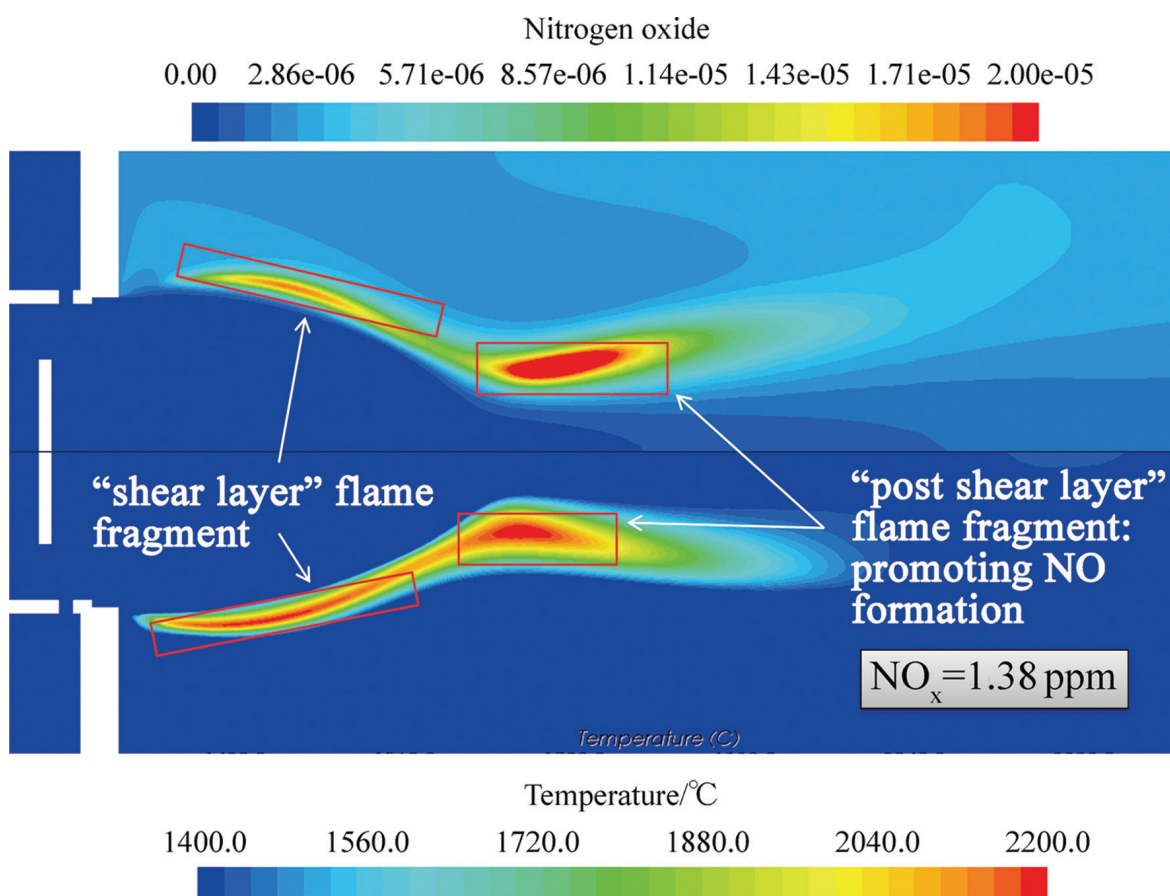 Nitrogen oxide
0.00 2.86e-06 5.71e-06 8.57e-06 1.14e-05 1.43e-05 1.71e-05 2.00e-05
“shear layer” flame
fragment
“post shear layer”
flame fragment:
promoting NO
formation
NOx=1.38 ppm
Temperature (C)
Temperature/℃
1400.0 1560.0 1720.0 1880.0 2040.0 2200.0